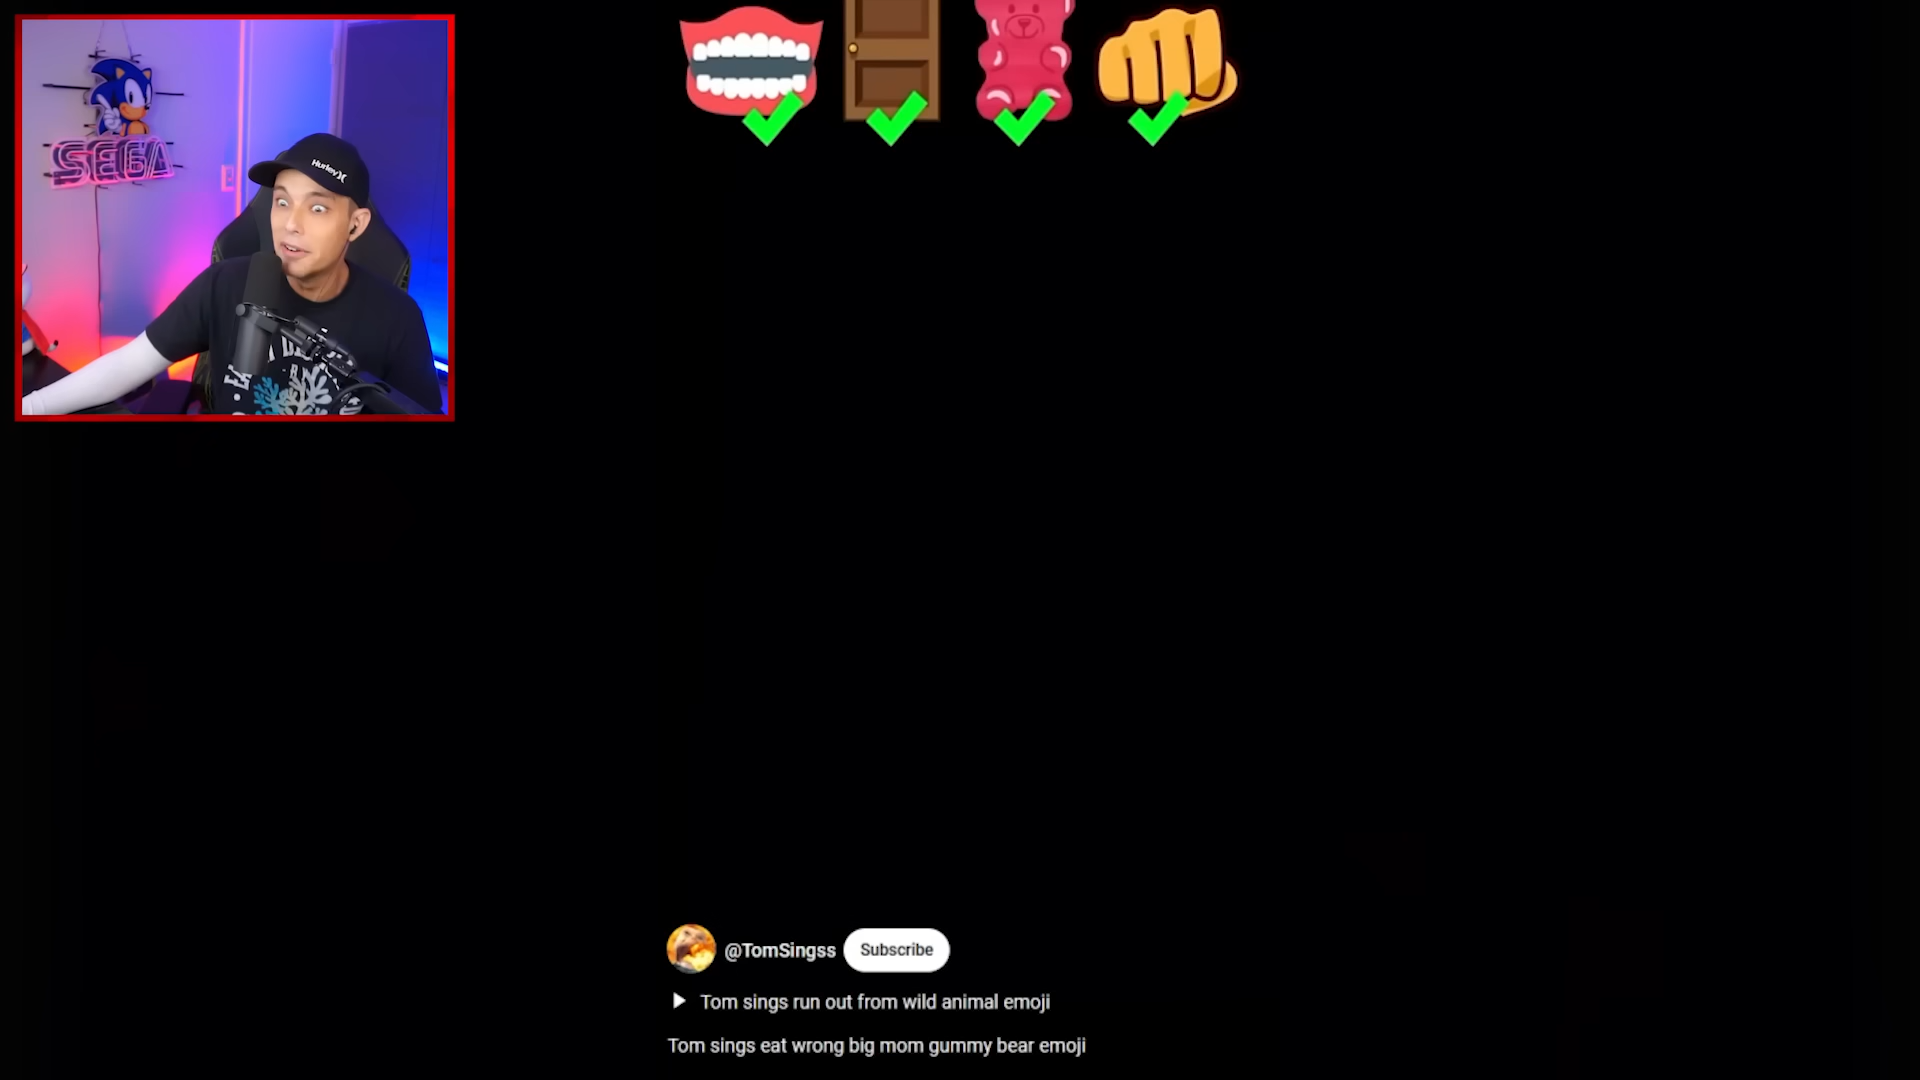 SEGA
Hurley
@TomSingss Subscribe
Tom sings run out from wild animal emoji
Tom sings eat wrong big mom gummy bear emoji